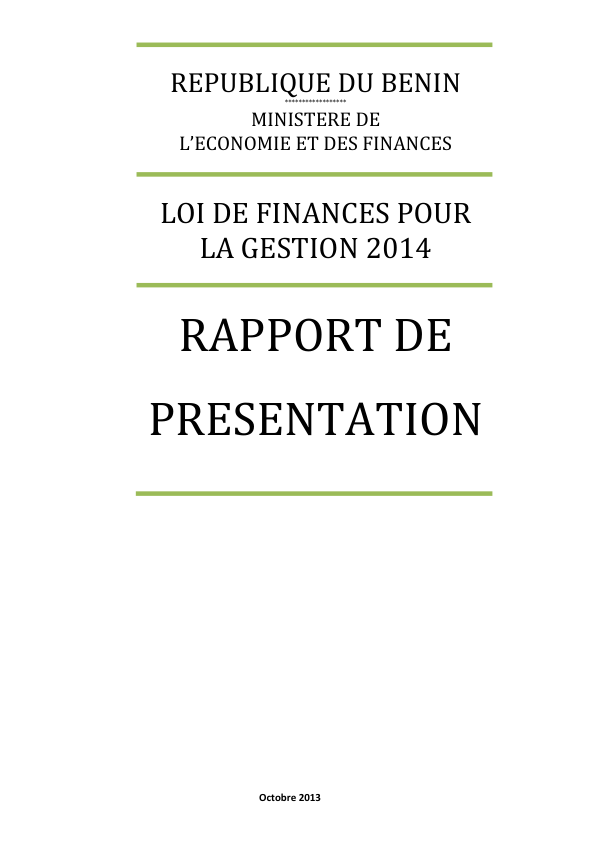 REPUBLIQUE DU BENIN
******************
MINISTERE DE
L’ECONOMIE ET DES FINANCES
LOI DE FINANCES POUR
LA GESTION 2014
RAPPORT DE
PRESENTATION
Octobre 2013